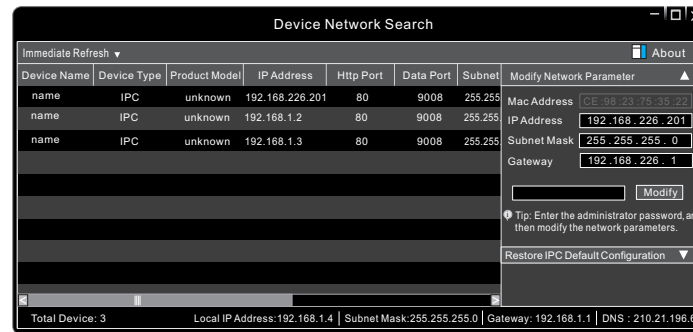 Device Network Search
Immediate Refresh ▼ About
Device Name Device Type Product Model IP Address Http Port Data Port Subnet
name IPC unknown 192.168.226.201 80 9008 255.255
name IPC unknown 192.168.1.2 80 9008 255.255.
name IPC unknown 192.168.1.3 80 9008 255.255.
Modify Network Parameter ▲
Mac Address CE:98:23:75:35:22
IP Address 192.168.226.201
Subnet Mask 255.255.255. 0
Gateway 192.168.226. 1
Modify
Tip: Enter the administrator password, an
then modify the network parameters.
Restore IPC Default Configuration ▼
Total Device: 3 Local IP Address:192.168.1.4 Subnet Mask:255.255.255.0 Gateway: 192.168.1.1 DNS : 210.21.196.6